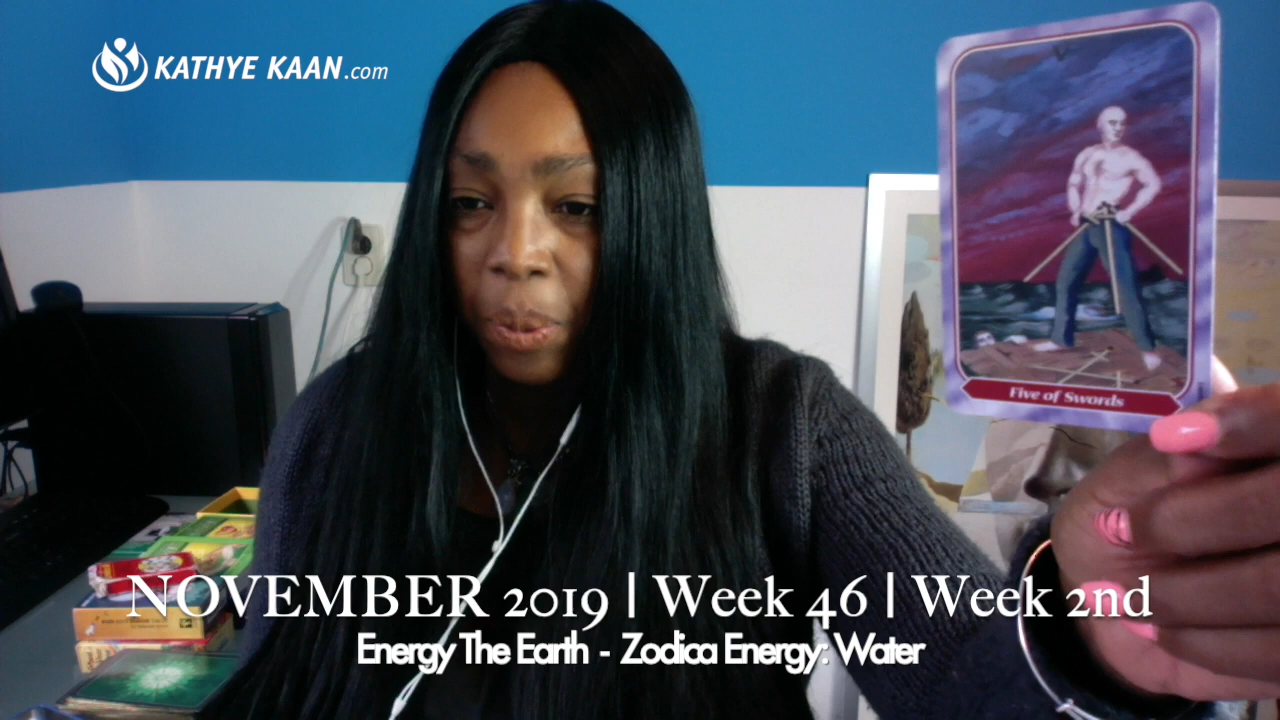 KATHYE KAAN.com
Five of Swords
NOVEMBER 2019 | Week 46 | Week 2nd
Energy The Earth - Zodica Energy: Water